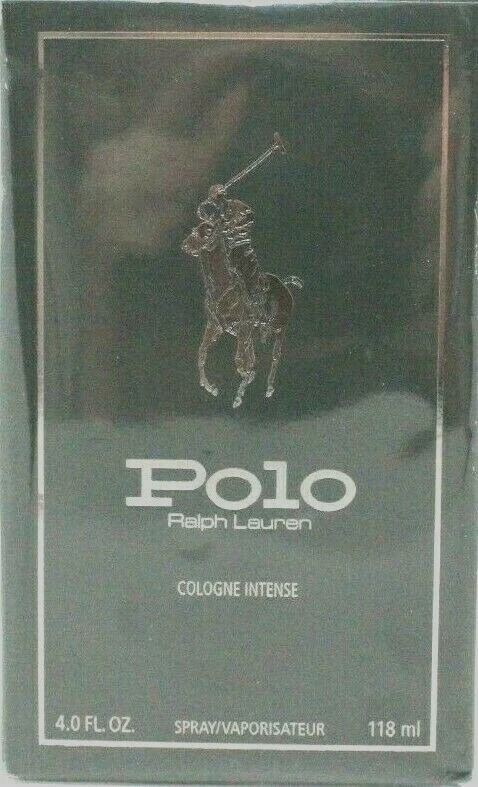 Polo
Ralph Lauren
COLOGNE INTENSE
4.0 FL. OZ. SPRAY/VAPORISATEUR 118 ml